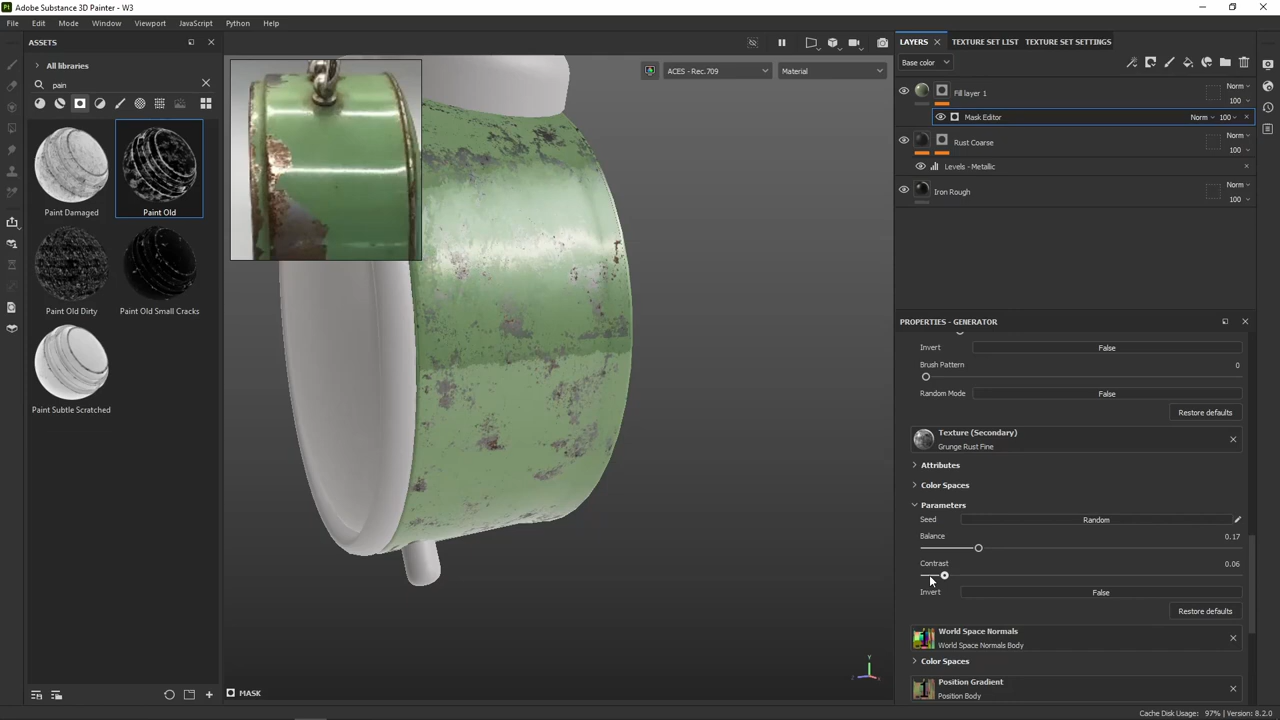 Adobe Substance 3D Painter - W3
File Edit Mode Window Viewport JavaScript Python Help
ASSETS
All libraries
pain
Paint Damaged
Paint Old
Paint Old Dirty
Paint Old Small Cracks
Paint Subtle Scratched
ACES - Rec.709
Material
MASK
LAYERS
TEXTURE SET LIST
TEXTURE SET SETTINGS
Base color
Fill layer 1
Norm
100
Mask Editor
Norm
100
Rust Coarse
Norm
100
Levels - Metallic
Iron Rough
Norm
100
PROPERTIES - GENERATOR
Invert
False
Brush Pattern
0
Random Mode
False
Restore defaults
Texture (Secondary)
Grunge Rust Fine
Attributes
Color Spaces
Parameters
Seed
Random
Balance
0.17
Contrast
0.06
Invert
False
Restore defaults
World Space Normals
World Space Normals Body
Color Spaces
Position Gradient
Position Body
Y
Cache Disk Usage: 97% | Version: 8.2.0